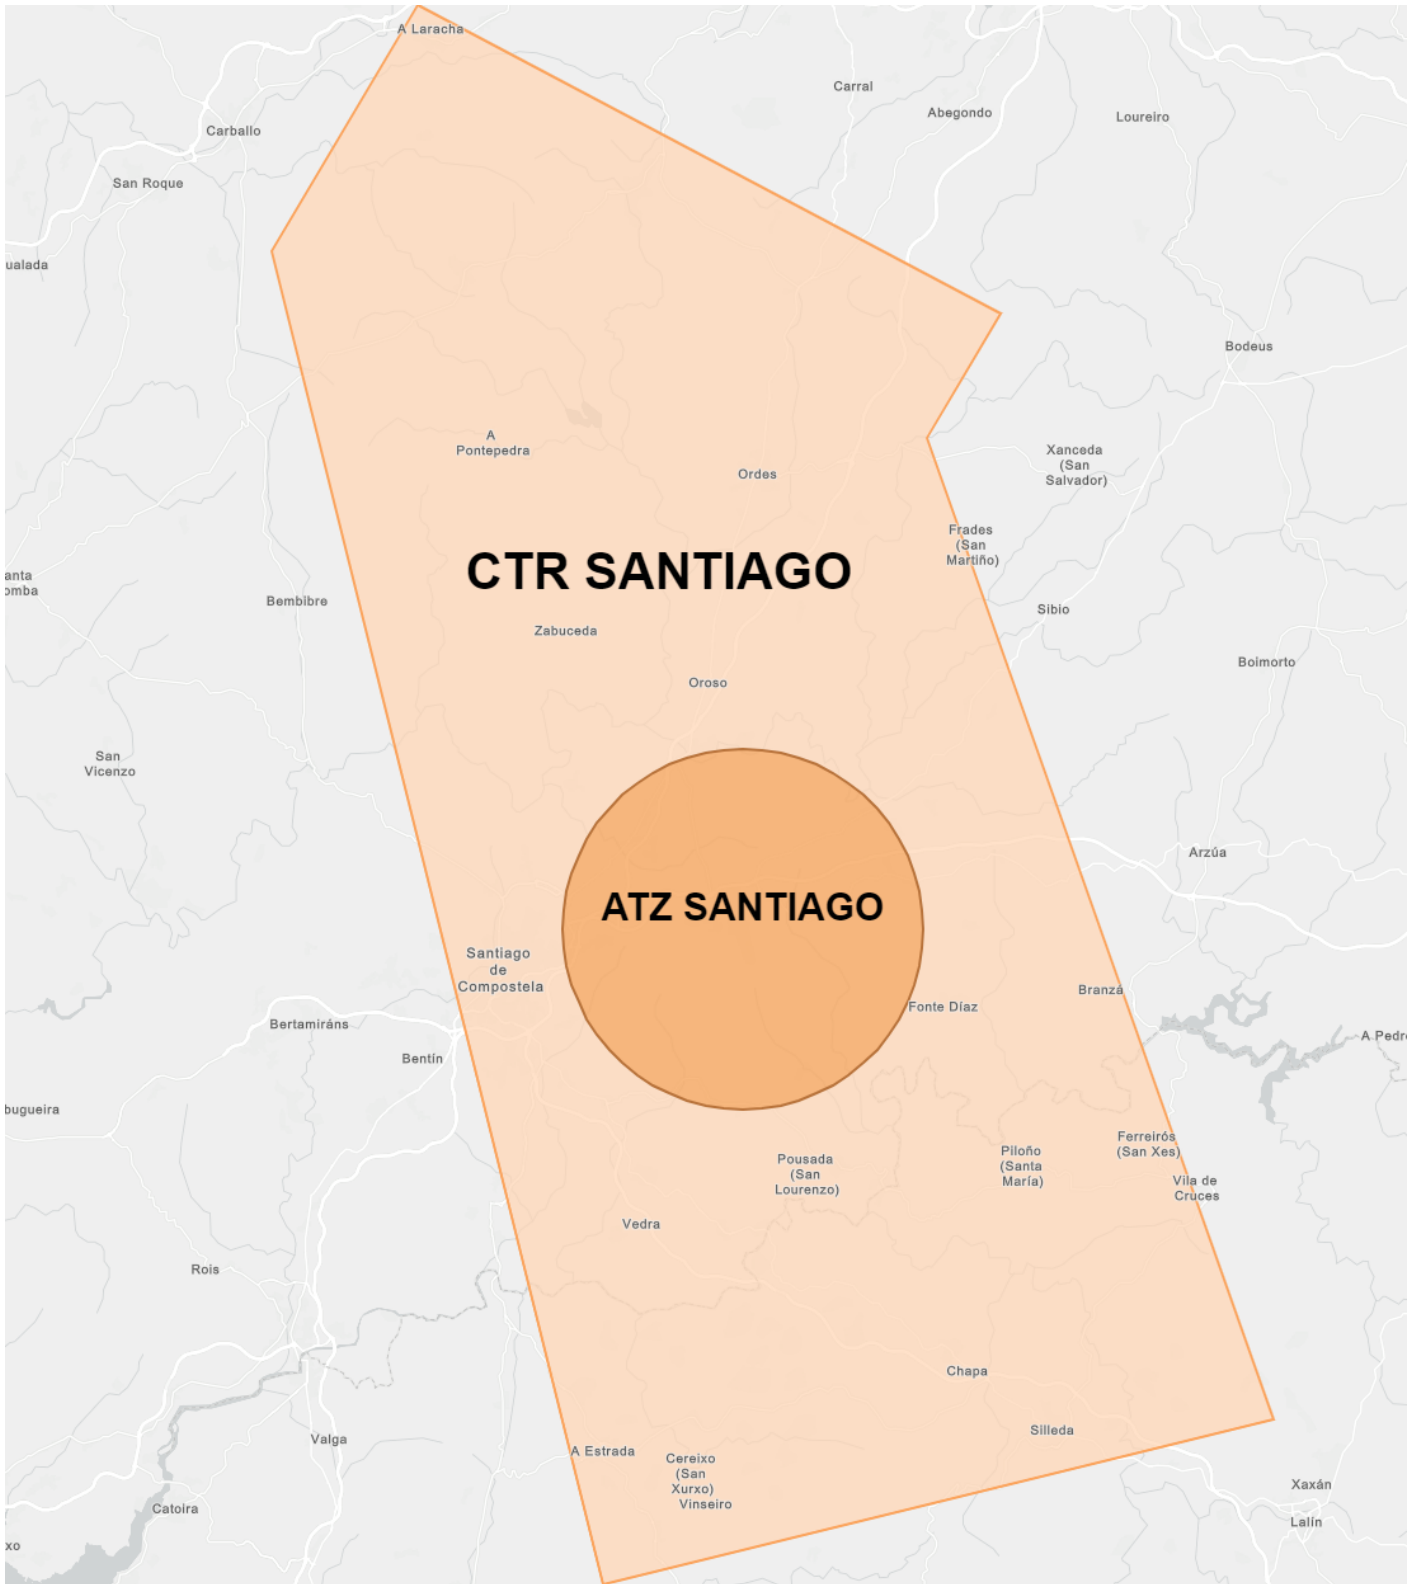 A Laracha
Carral
Abegondo
Loureiro
Carballo
San Roque
ualada
Bodeus
A
Pontepedra
Ordes
Xanceda
(San
Salvador)
Frades
(San
Martiño)
CTR SANTIAGO
anta
omba
Bembibre
Zabuceda
Sibio
Boimorto
Oroso
San
Vicenzo
Arzúa
ATZ SANTIAGO
Santiago
de
Compostela
Branzá
Fonte Díaz
Bertamiráns
A Pedro
Bentín
bugueira
Ferreirós
(San Xes)
Piloño
(Santa
María)
Pousada
(San
Lourenzo)
Vila de
Cruces
Vedra
Rois
Chapa
Silleda
Valga
A Estrada
Cereixo
(San
Xurxo)
Vinseiro
Xaxán
Catoira
Lalín
xo